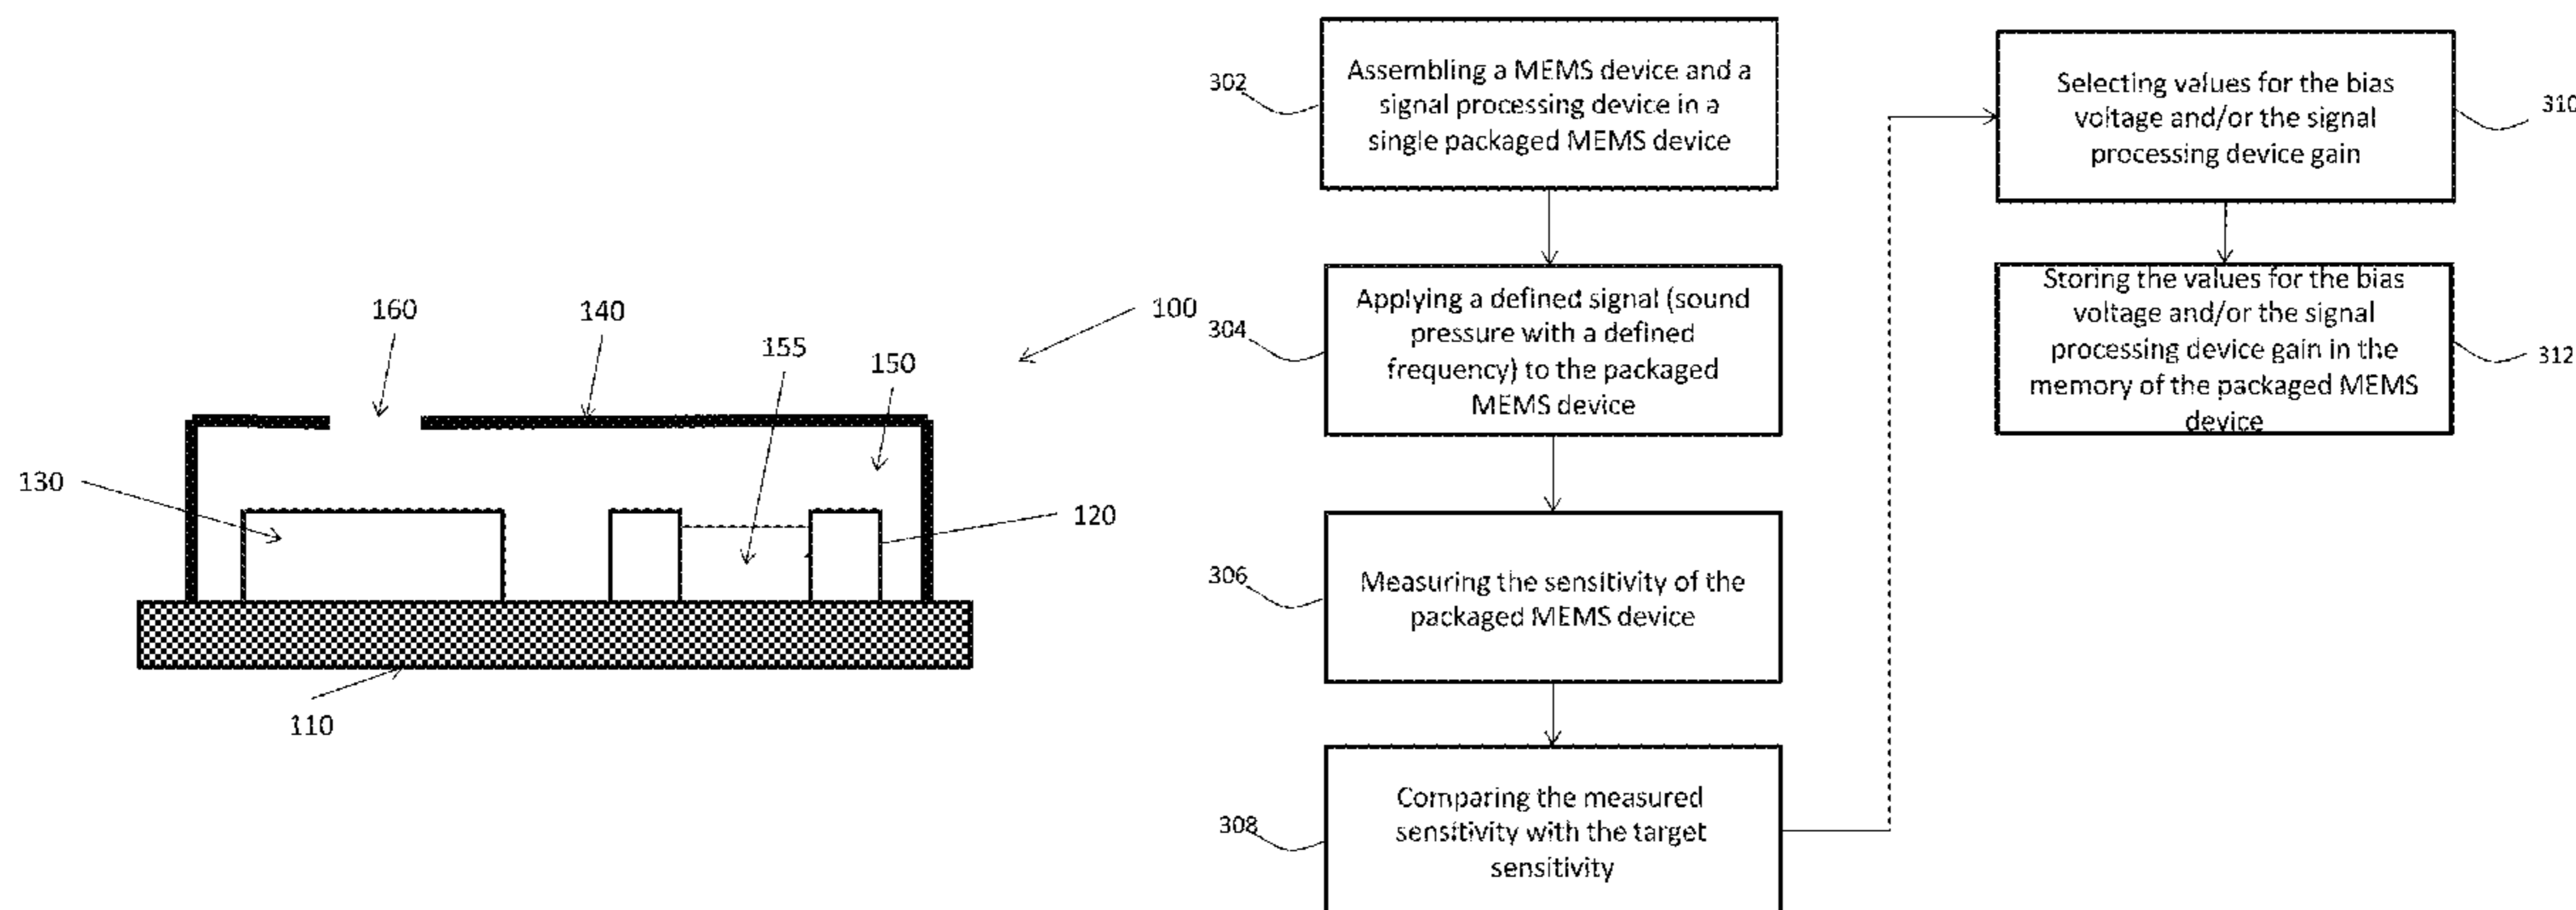 160
140
100
155
150
130
120
110
302
Assembling a MEMS device and a
signal processing device in a
single packaged MEMS device
304
Applying a defined signal (sound
pressure with a defined
frequency) to the packaged
MEMS device
306
Measuring the sensitivity of the
packaged MEMS device
308
Comparing the measured
sensitivity with the target
sensitivity
Selecting values for the bias
voltage and/or the signal
processing device gain
310
Storing the values for the bias
voltage and/or the signal
processing device gain in the
memory of the packaged MEMS
device
312